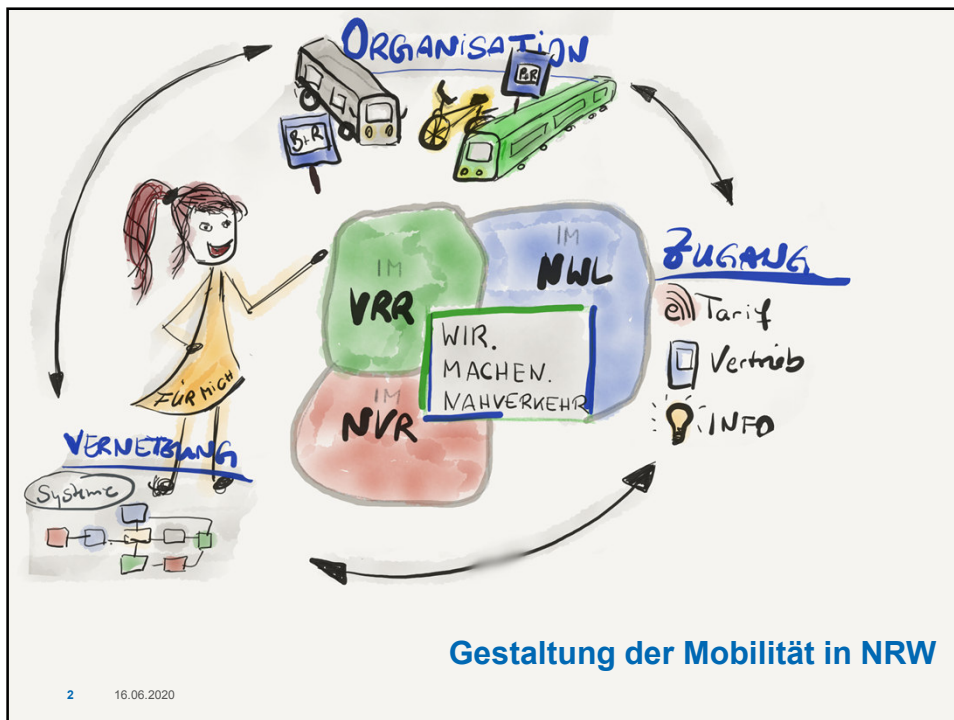 ORGANISATION
P+R
B+R
IM
VRR
IM
NWL
ZUGANG
Tarif
Vertrieb
INFO
WIR.
MACHEN.
NAHVERKEHR
IM
NVR
FÜR MICH
VERNETZUNG
Systeme
Gestaltung der Mobilität in NRW
2 16.06.2020